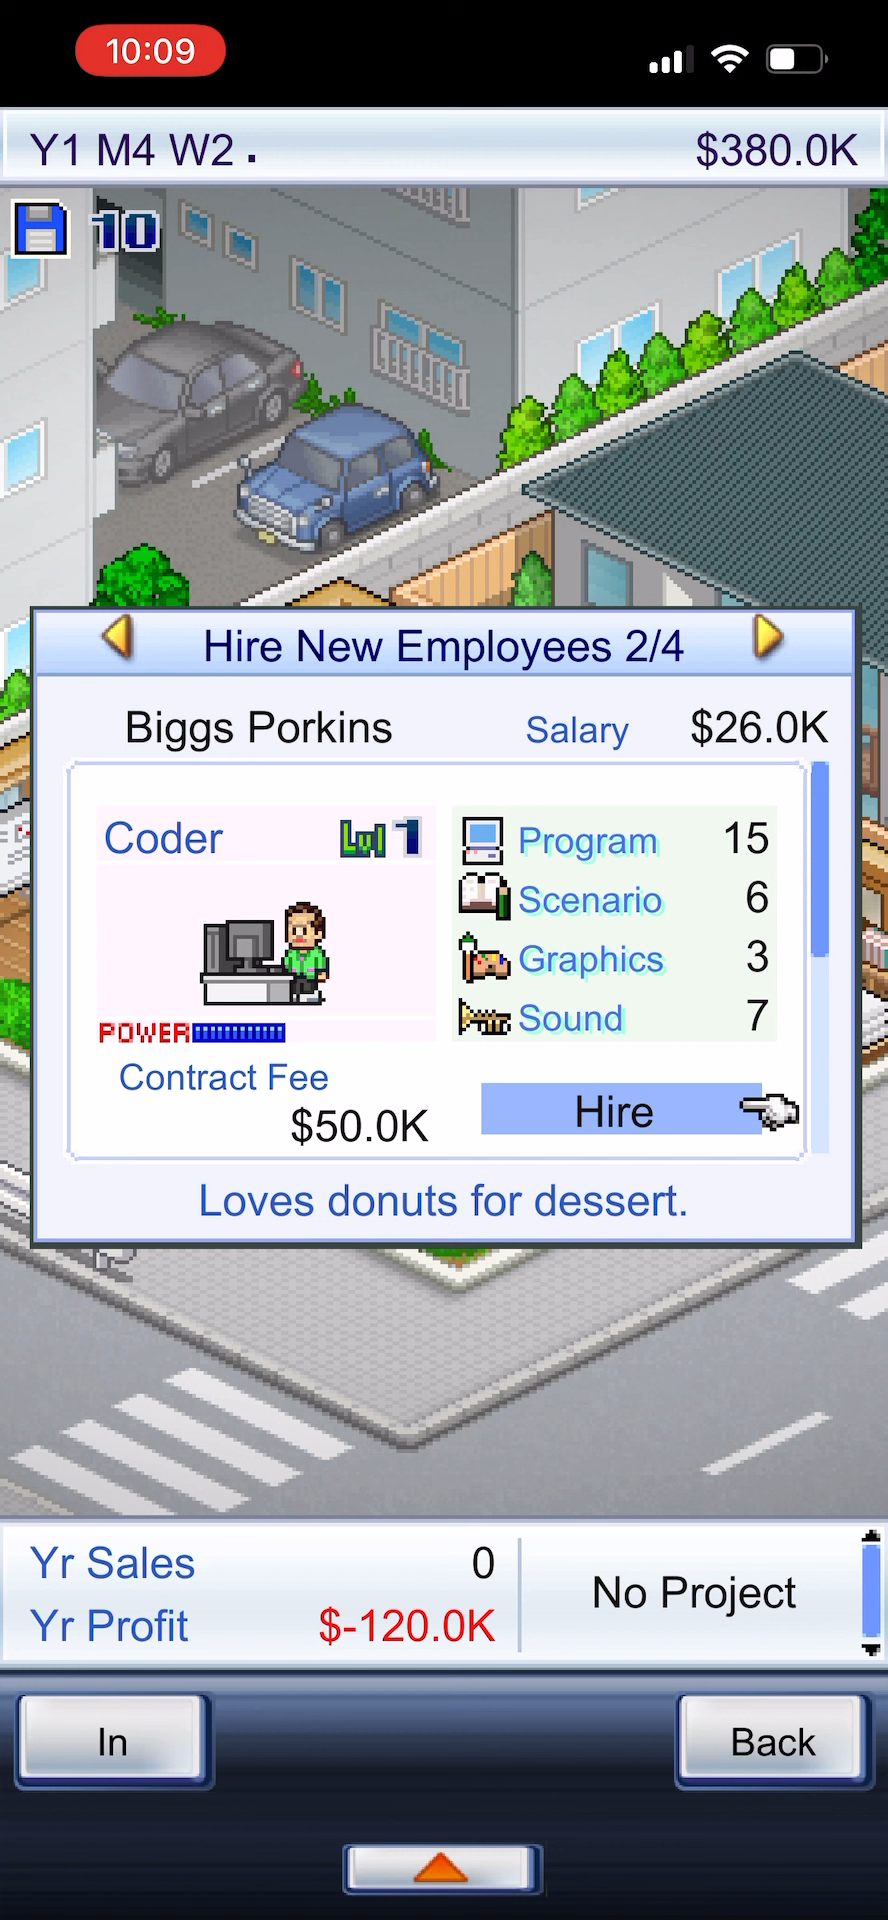 10:09
Y1 M4 W2. $380.0K
10
Hire New Employees 2/4
Biggs Porkins Salary $26.0K
Coder Lvl 1
Program 15
Scenario 6
Graphics 3
Sound 7
POWER
Contract Fee
$50.0K
Hire
Loves donuts for dessert.
Yr Sales 0
Yr Profit $-120.0K
No Project
In Back